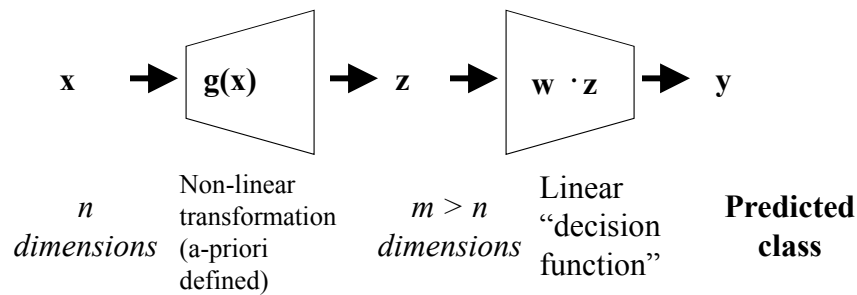 x g(x) z w · z y
n
dimensions
Non-linear
transformation
(a-priori
defined)
m > n
dimensions
Linear
“decision
function”
Predicted
class